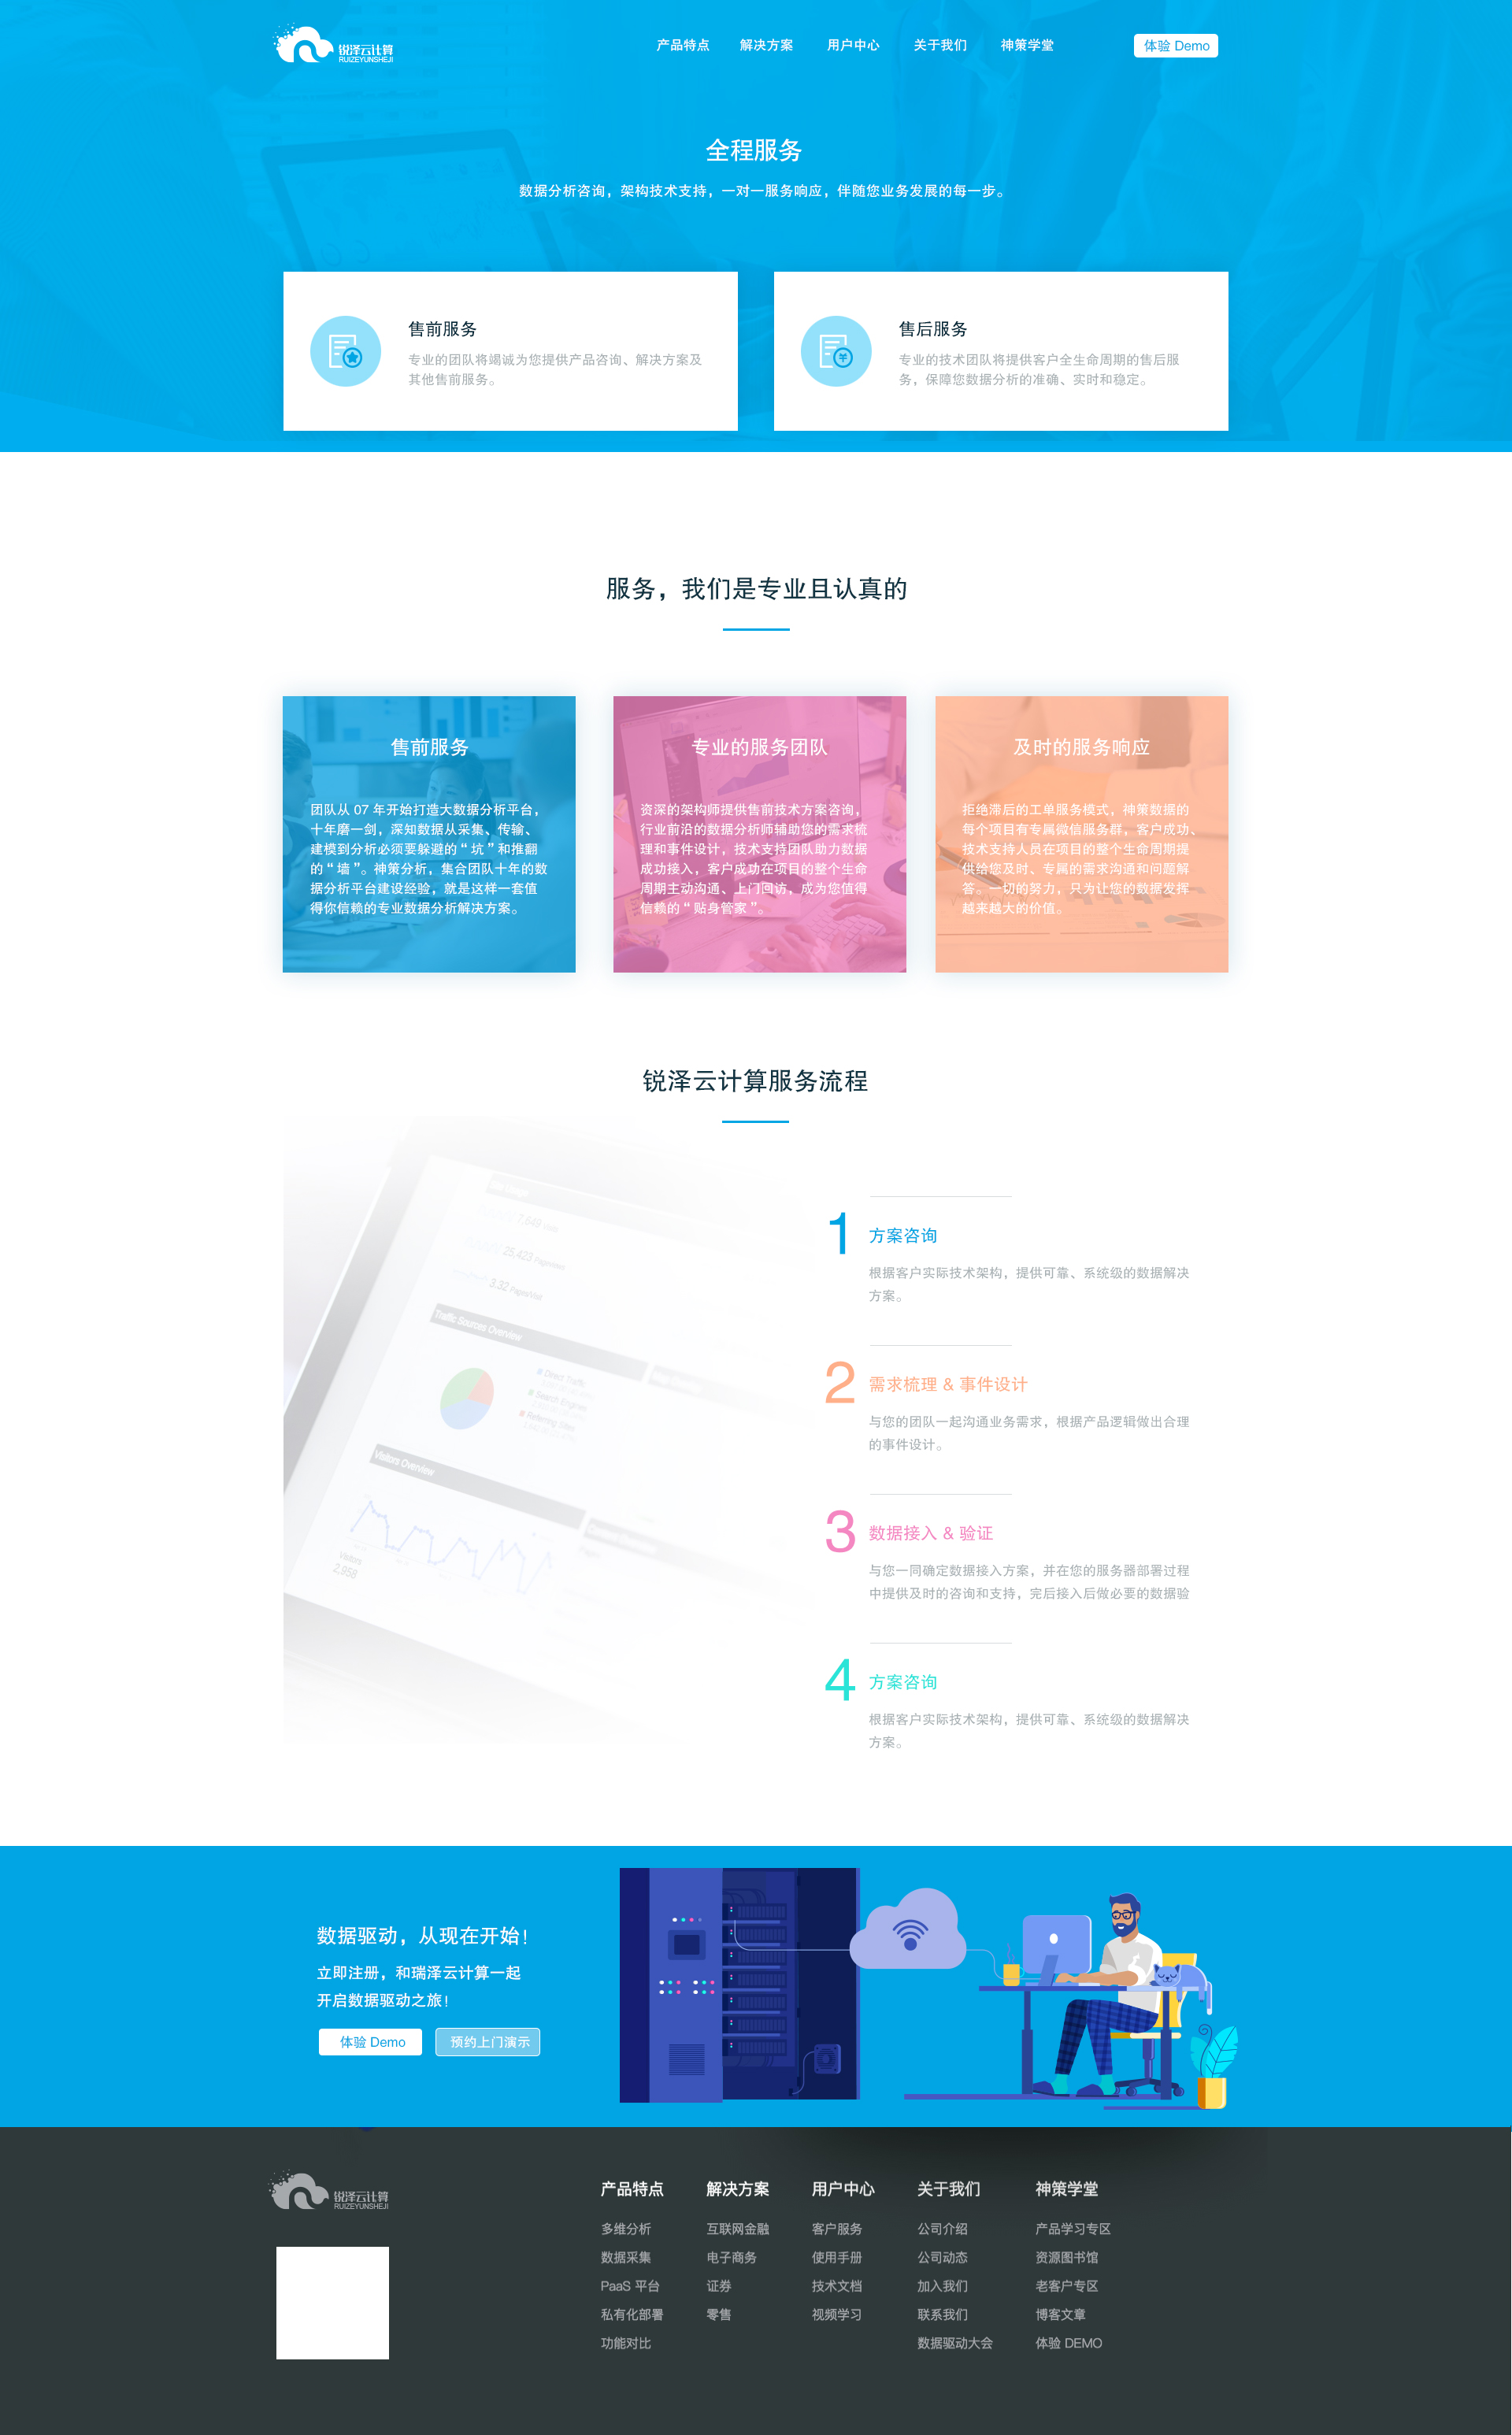 锐泽云计算
RUIZEYUNSHEJI
产品特点 解决方案 用户中心 关于我们 神策学堂 体验 Demo
全程服务
数据分析咨询，架构技术支持，一对一服务响应，伴随您业务发展的每一步。
售前服务
专业的团队将竭诚为您提供产品咨询、解决方案及
其他售前服务。
售后服务
专业的技术团队将提供客户全生命周期的售后服
务，保障您数据分析的准确、实时和稳定。
服务，我们是专业且认真的
售前服务
团队从 07 年开始打造大数据分析平台，
十年磨一剑，深知数据从采集、传输、
建模到分析必须要躲避的“坑”和推翻
的“墙”。神策分析，集合团队十年的数
据分析平台建设经验，就是这样一套值
得你信赖的专业数据分析解决方案。
专业的服务团队
资深的架构师提供售前技术方案咨询，
行业前沿的数据分析师辅助您的需求梳
理和事件设计，技术支持团队助力数据
成功接入，客户成功在项目的整个生命
周期主动沟通、上门回访，成为您值得
信赖的“贴身管家”。
及时的服务响应
拒绝滞后的工单服务模式，神策数据的
每个项目有专属微信服务群，客户成功、
技术支持人员在项目的整个生命周期提
供给您及时、专属的需求沟通和问题解
答。一切的努力，只为让您的数据发挥
越来越大的价值。
锐泽云计算服务流程
Site Usage
7,649 Visits
25,423 Pageviews
3.32 Pages/Visit
Traffic Sources Overview
Direct Traffic
Search Engines
Referring Sites
Visitors Overview
Visitors
2,958
1 方案咨询
根据客户实际技术架构，提供可靠、系统级的数据解决
方案。
2 需求梳理 & 事件设计
与您的团队一起沟通业务需求，根据产品逻辑做出合理
的事件设计。
3 数据接入 & 验证
与您一同确定数据接入方案，并在您的服务器部署过程
中提供及时的咨询和支持，完后接入后做必要的数据验
4 方案咨询
根据客户实际技术架构，提供可靠、系统级的数据解决
方案。
数据驱动，从现在开始！
立即注册，和瑞泽云计算一起
开启数据驱动之旅！
体验 Demo 预约上门演示
锐泽云计算
RUIZEYUNSHEJI
产品特点
多维分析
数据采集
PaaS 平台
私有化部署
功能对比
解决方案
互联网金融
电子商务
证券
零售
用户中心
客户服务
使用手册
技术文档
视频学习
关于我们
公司介绍
公司动态
加入我们
联系我们
数据驱动大会
神策学堂
产品学习专区
资源图书馆
老客户专区
博客文章
体验 DEMO